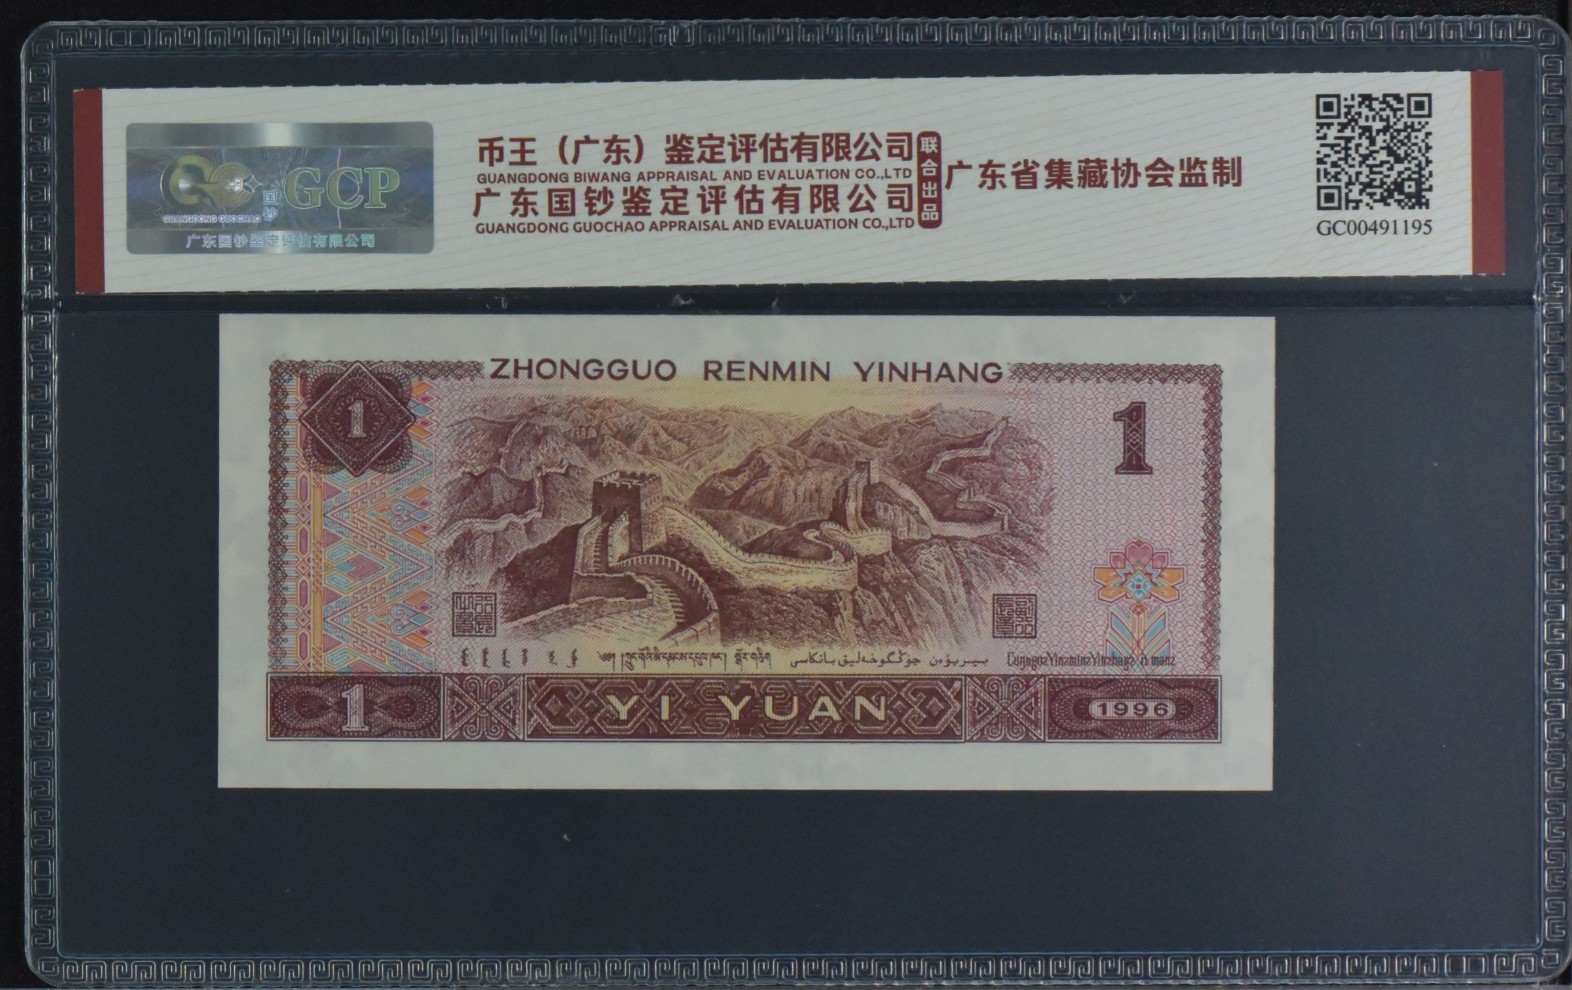 GCP
GUANGDONG GUOCHAO
国钞
广东国钞鉴定评估有限公司
币王（广东）鉴定评估有限公司
GUANGDONG BIWANG APPRAISAL AND EVALUATION CO.,LTD
广东国钞鉴定评估有限公司
GUANGDONG GUOCHAO APPRAISAL AND EVALUATION CO.,LTD
联合出品
广东省集藏协会监制
GC00491195
ZHONGGUO RENMIN YINHANG
1
1
1
YI YUAN
1996